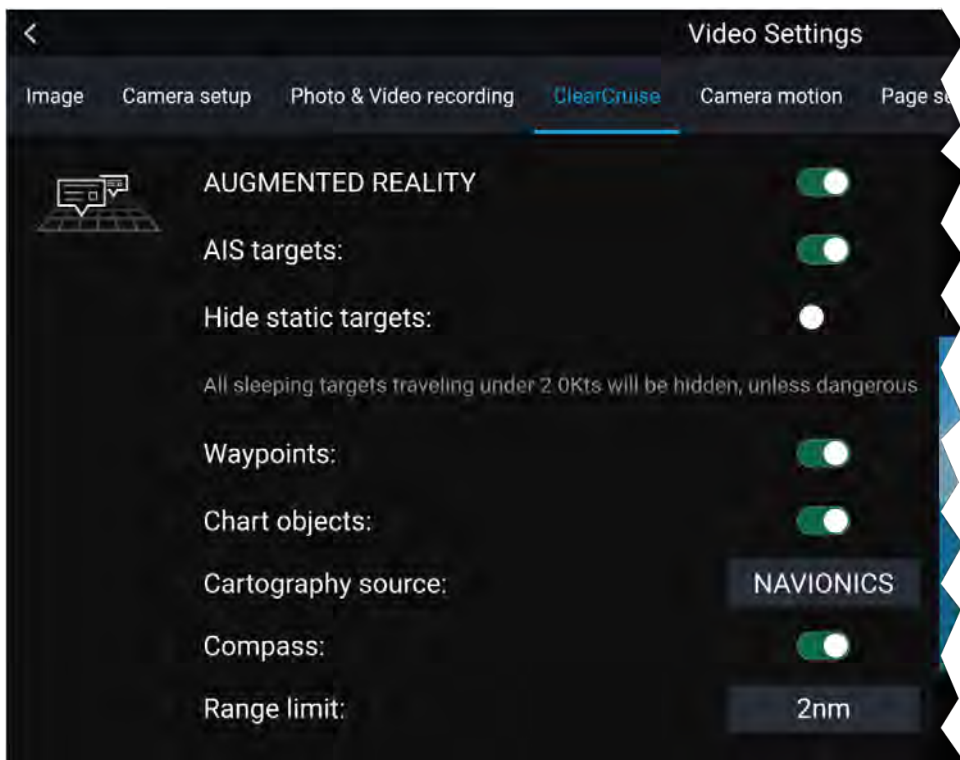 Video Settings
Image Camera setup Photo & Video recording ClearCruise Camera motion Page
AUGMENTED REALITY
AIS targets:
Hide static targets:
All sleeping targets traveling under 2.0Kts will be hidden, unless dangerous
Waypoints:
Chart objects:
Cartography source: NAVIONICS
Compass:
Range limit: 2nm